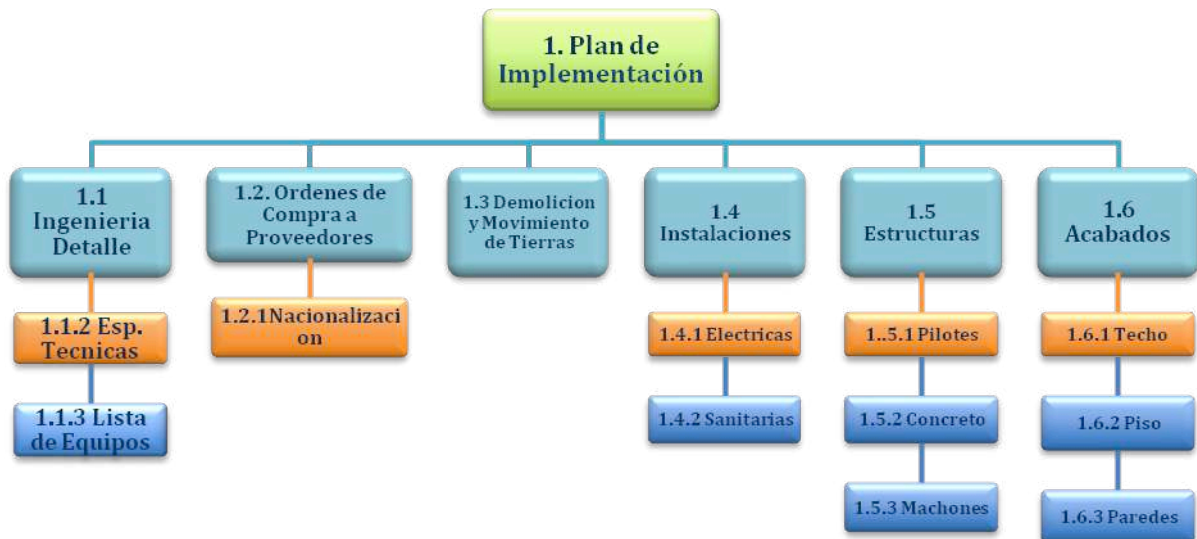 1. Plan de
Implementación
1.1
Ingenieria
Detalle
1.2. Ordenes de
Compra a
Proveedores
1.3 Demolicion
y Movimiento
de Tierras
1.4
Instalaciones
1.5
Estructuras
1.6
Acabados
1.1.2 Esp.
Tecnicas
1.2.1Nacionalizaci
on
1.4.1 Electricas
1..5.1 Pilotes
1.6.1 Techo
1.1.3 Lista
de Equipos
1.4.2 Sanitarias
1.5.2 Concreto
1.6.2 Piso
1.5.3 Machones
1.6.3 Paredes